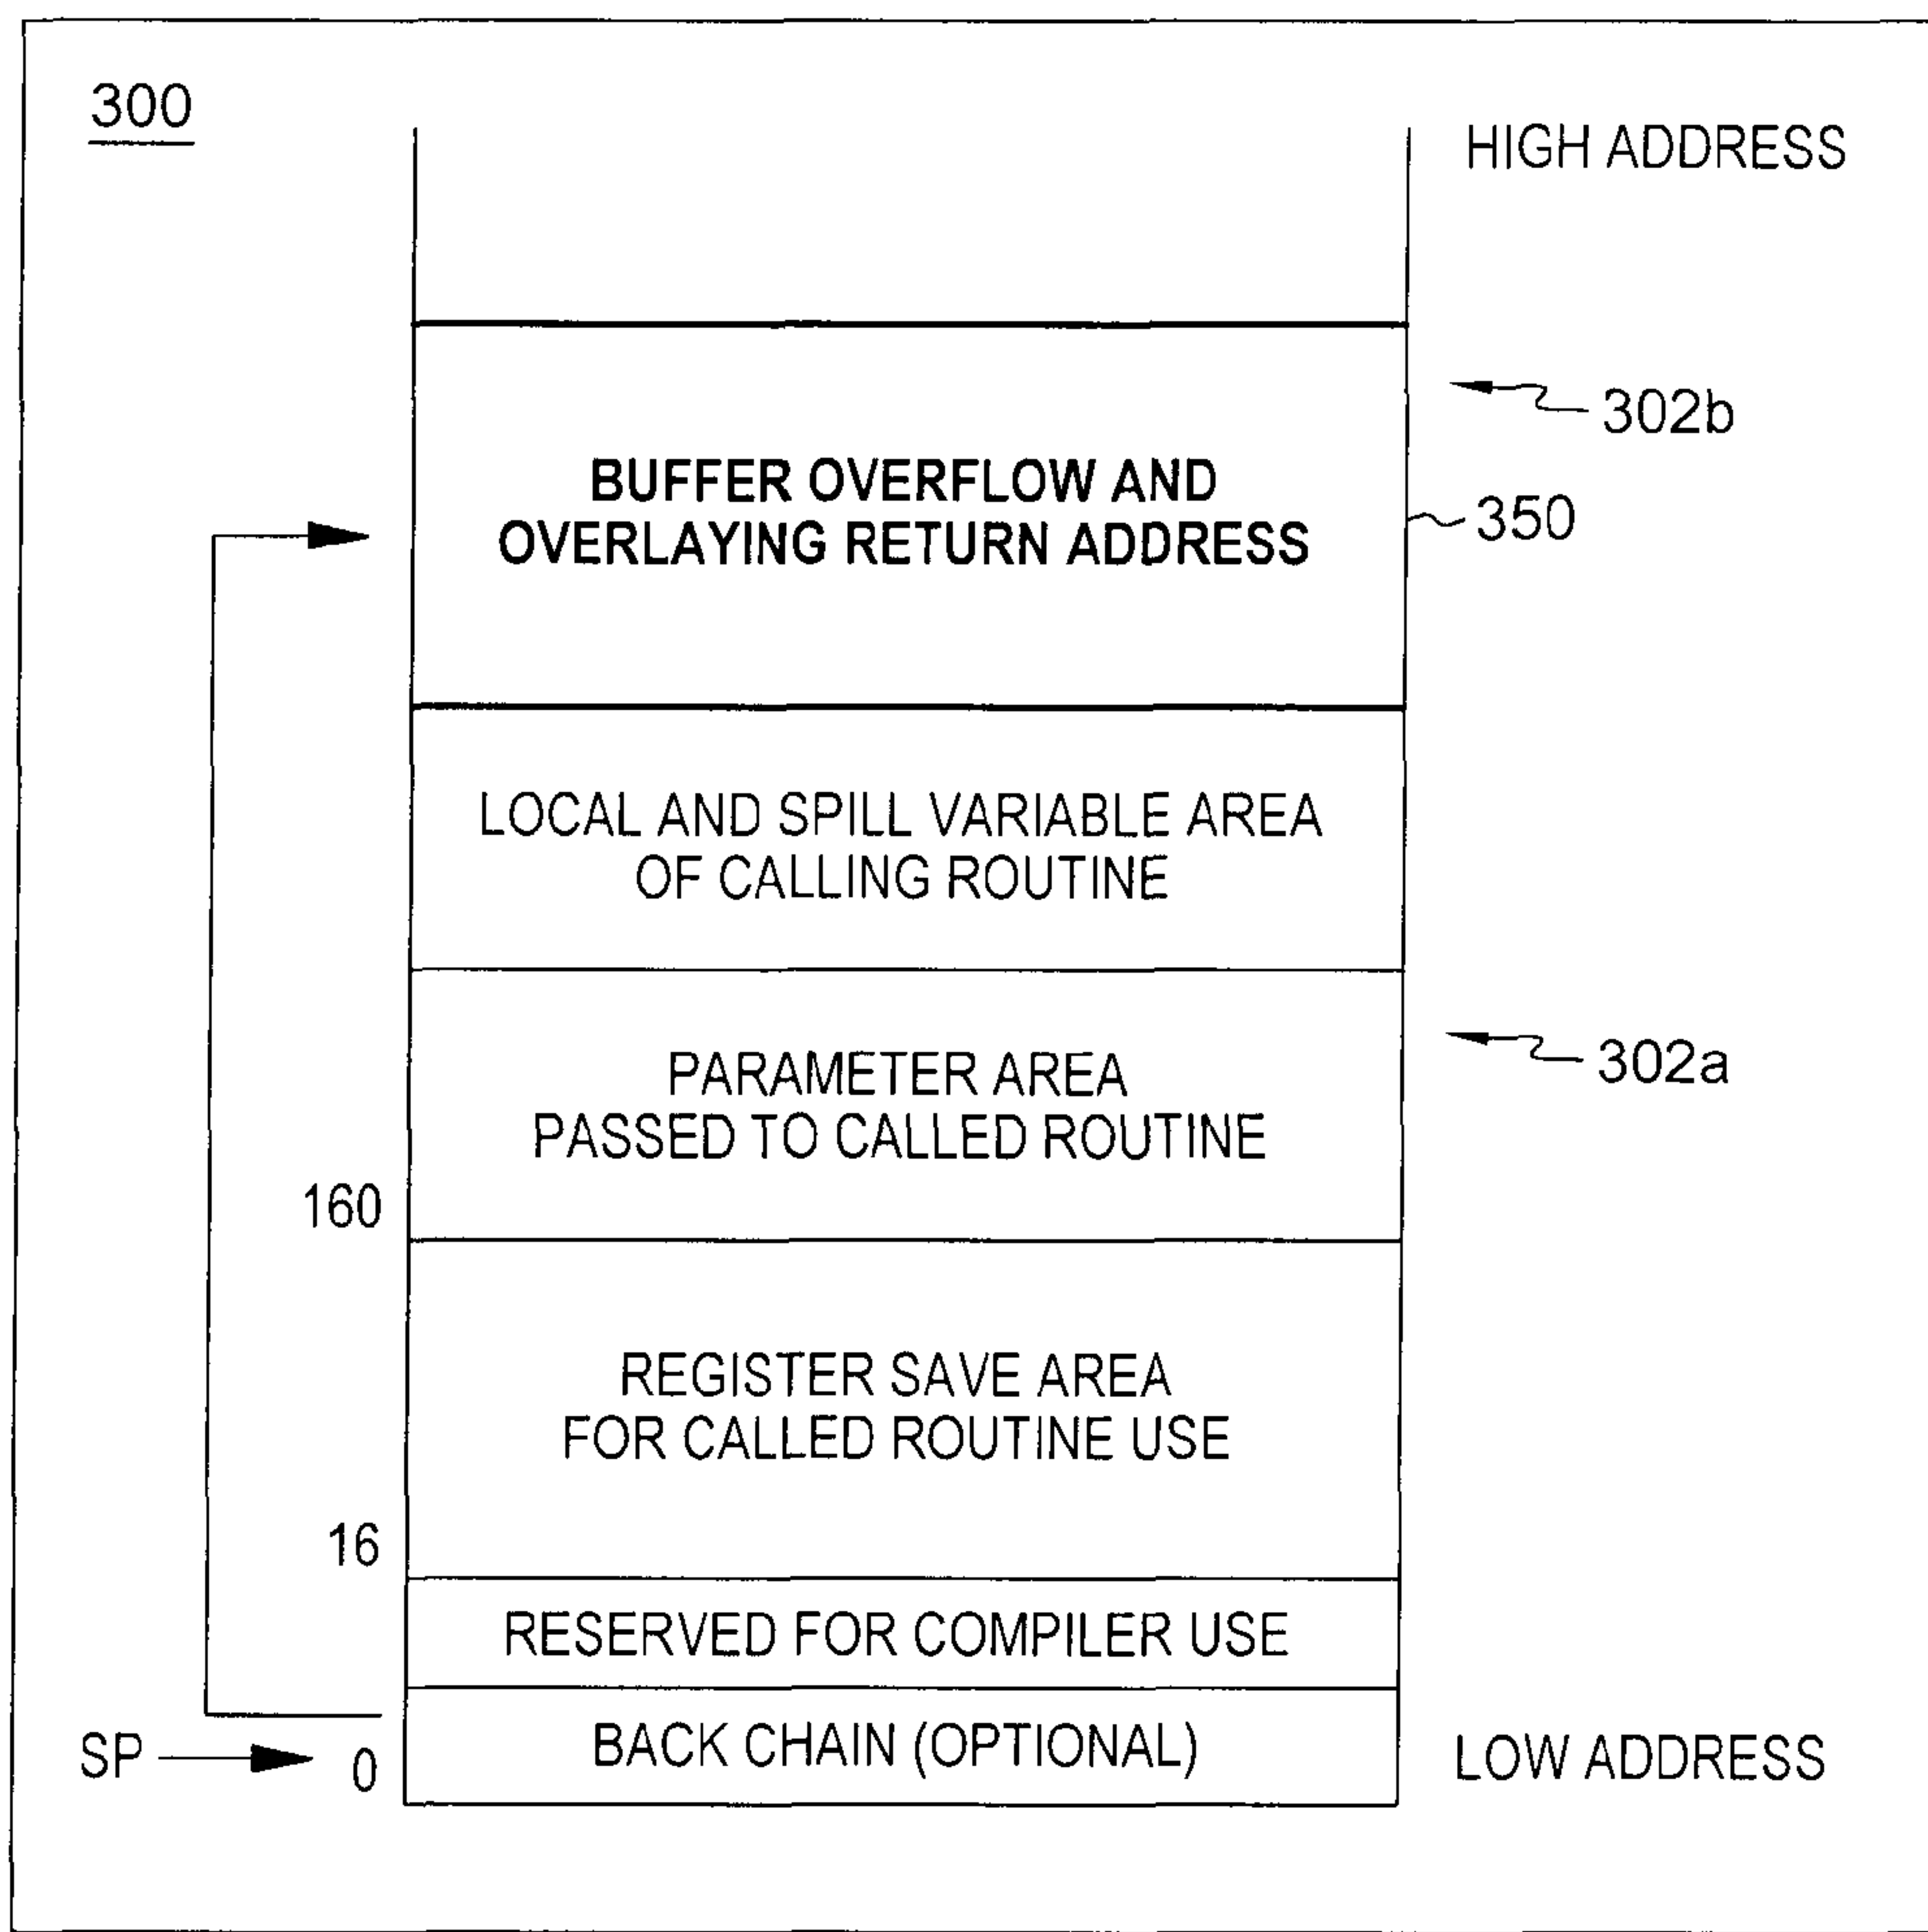 300
HIGH ADDRESS
302b
BUFFER OVERFLOW AND
OVERLAYING RETURN ADDRESS
350
LOCAL AND SPILL VARIABLE AREA
OF CALLING ROUTINE
302a
PARAMETER AREA
PASSED TO CALLED ROUTINE
160
REGISTER SAVE AREA
FOR CALLED ROUTINE USE
16
RESERVED FOR COMPILER USE
SP
0
BACK CHAIN (OPTIONAL)
LOW ADDRESS